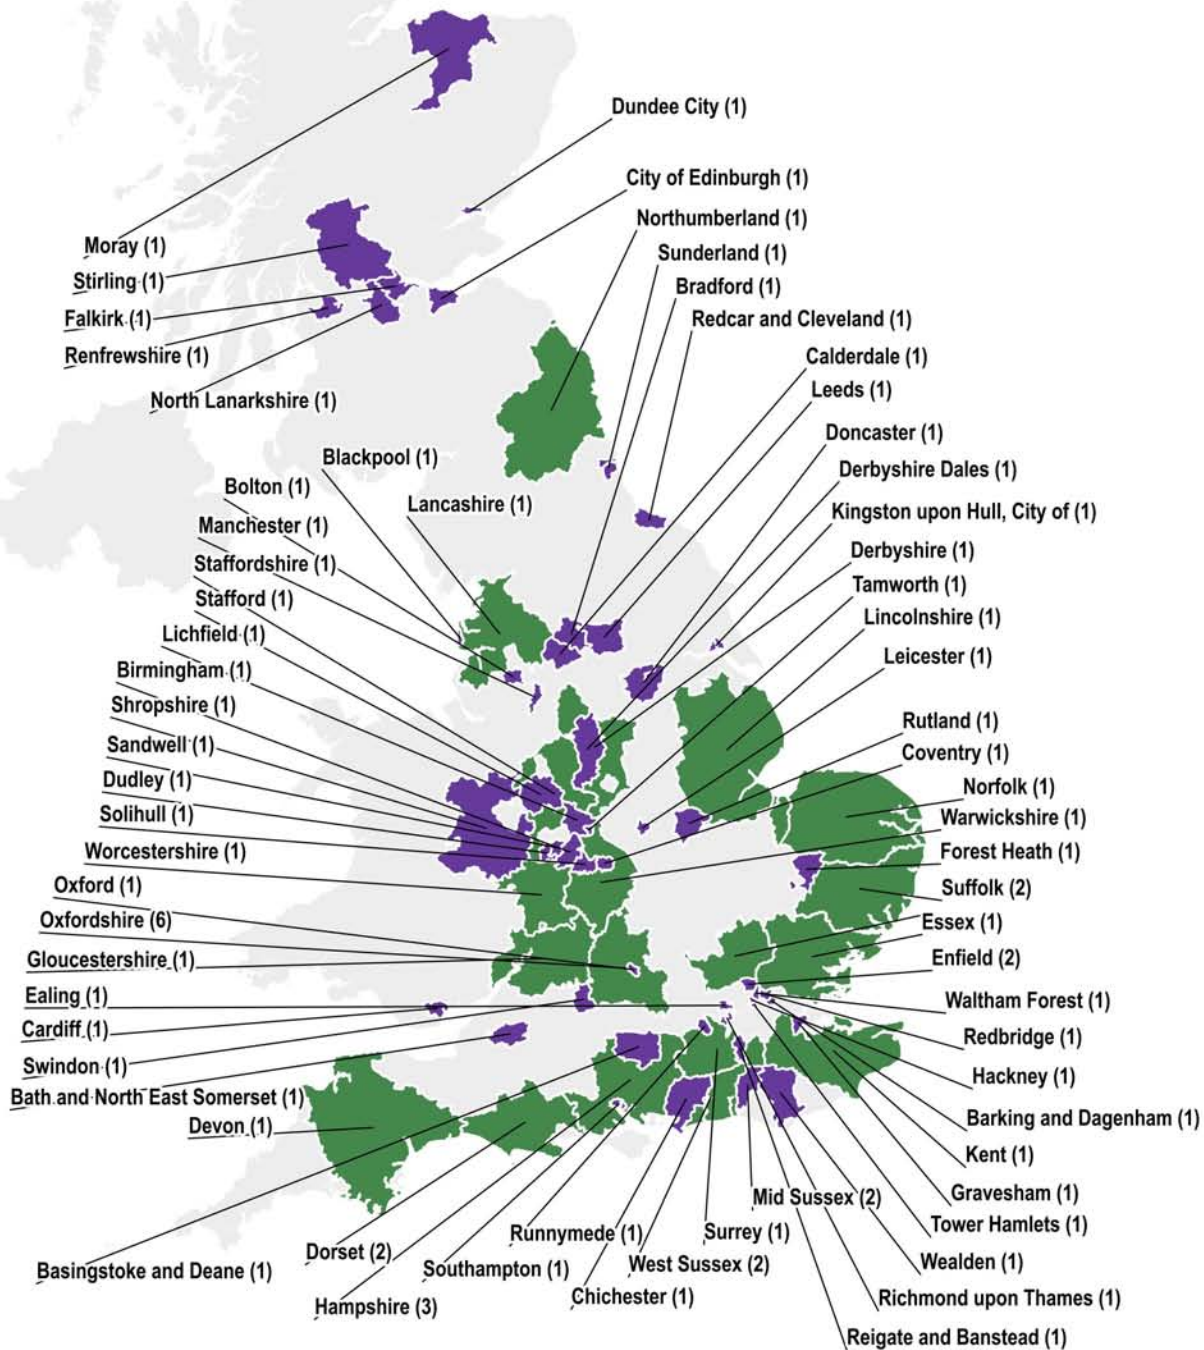 Dundee City (1)
City of Edinburgh (1)
Northumberland (1)
Moray (1)
Sunderland (1)
Stirling (1)
Bradford (1)
Falkirk (1)
Redcar and Cleveland (1)
Renfrewshire (1)
Calderdale (1)
Leeds (1)
North Lanarkshire (1)
Doncaster (1)
Blackpool (1)
Derbyshire Dales (1)
Bolton (1)
Lancashire (1)
Kingston upon Hull, City of (1)
Manchester (1)
Derbyshire (1)
Staffordshire (1)
Tamworth (1)
Stafford (1)
Lincolnshire (1)
Lichfield (1)
Leicester (1)
Birmingham (1)
Shropshire (1)
Rutland (1)
Sandwell (1)
Coventry (1)
Dudley (1)
Norfolk (1)
Solihull (1)
Warwickshire (1)
Worcestershire (1)
Forest Heath (1)
Oxford (1)
Suffolk (2)
Oxfordshire (6)
Essex (1)
Gloucestershire (1)
Enfield (2)
Ealing (1)
Waltham Forest (1)
Cardiff (1)
Redbridge (1)
Swindon (1)
Hackney (1)
Bath and North East Somerset (1)
Barking and Dagenham (1)
Devon (1)
Kent (1)
Gravesham (1)
Mid Sussex (2)
Tower Hamlets (1)
Runnymede (1)
Surrey (1)
Dorset (2)
Wealden (1)
Basingstoke and Deane (1)
Southampton (1)
West Sussex (2)
Chichester (1)
Richmond upon Thames (1)
Hampshire (3)
Reigate and Banstead (1)